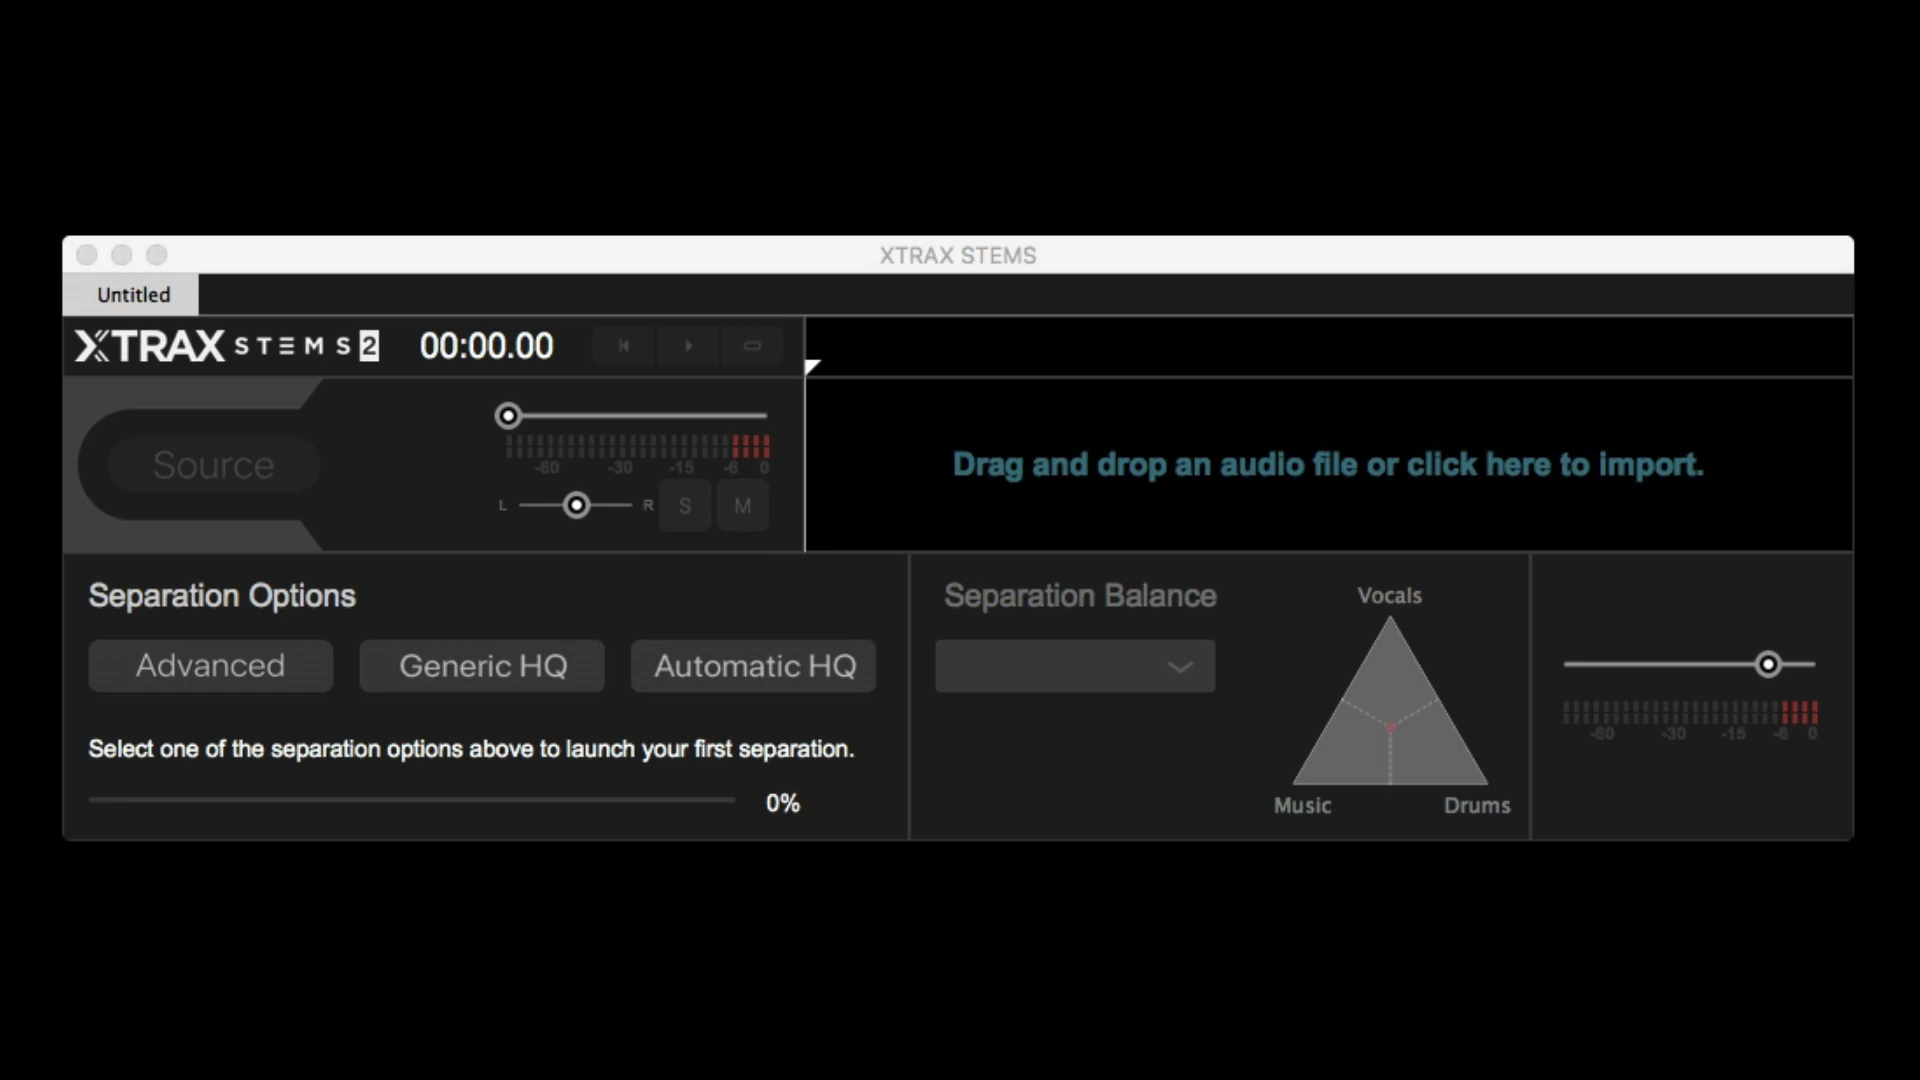 XTRAX STEMS
Untitled
XTRAX STEMS 2 00:00.00
Source
-60 -30 -15 -6 0
L R S M
Drag and drop an audio file or click here to import.
Separation Options
Advanced Generic HQ Automatic HQ
Select one of the separation options above to launch your first separation.
0%
Separation Balance
Vocals
Music Drums
-60 -30 -15 -6 0